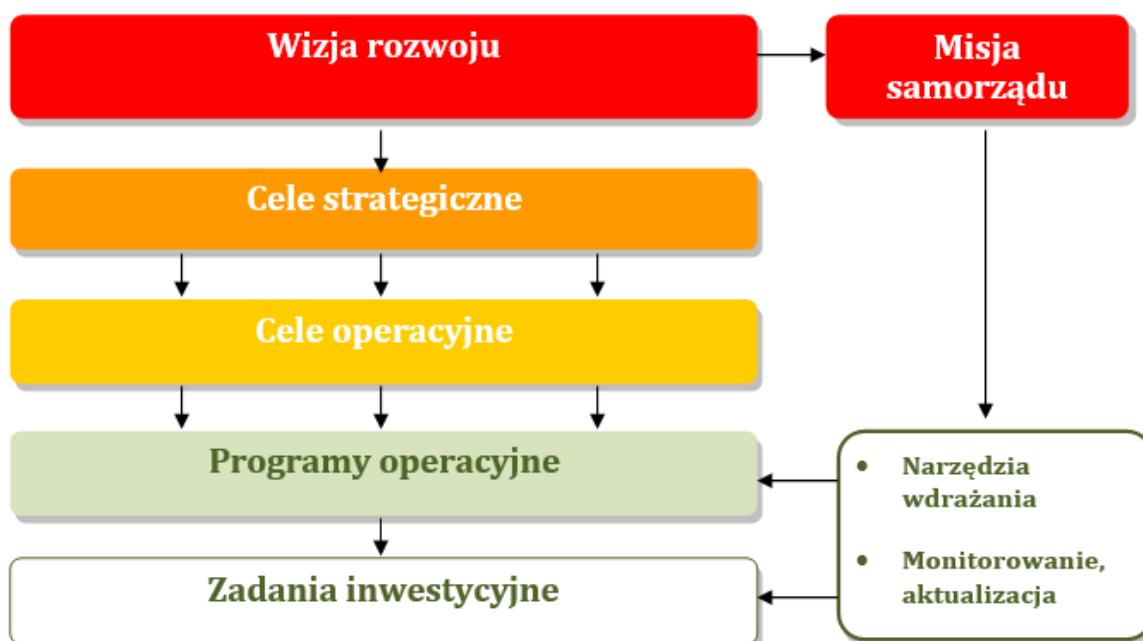 Wizja rozwoju
Misja
samorządu
Cele strategiczne
Cele operacyjne
Programy operacyjne
Zadania inwestycyjne
• Narzędzia
wdrażania
• Monitorowanie,
aktualizacja